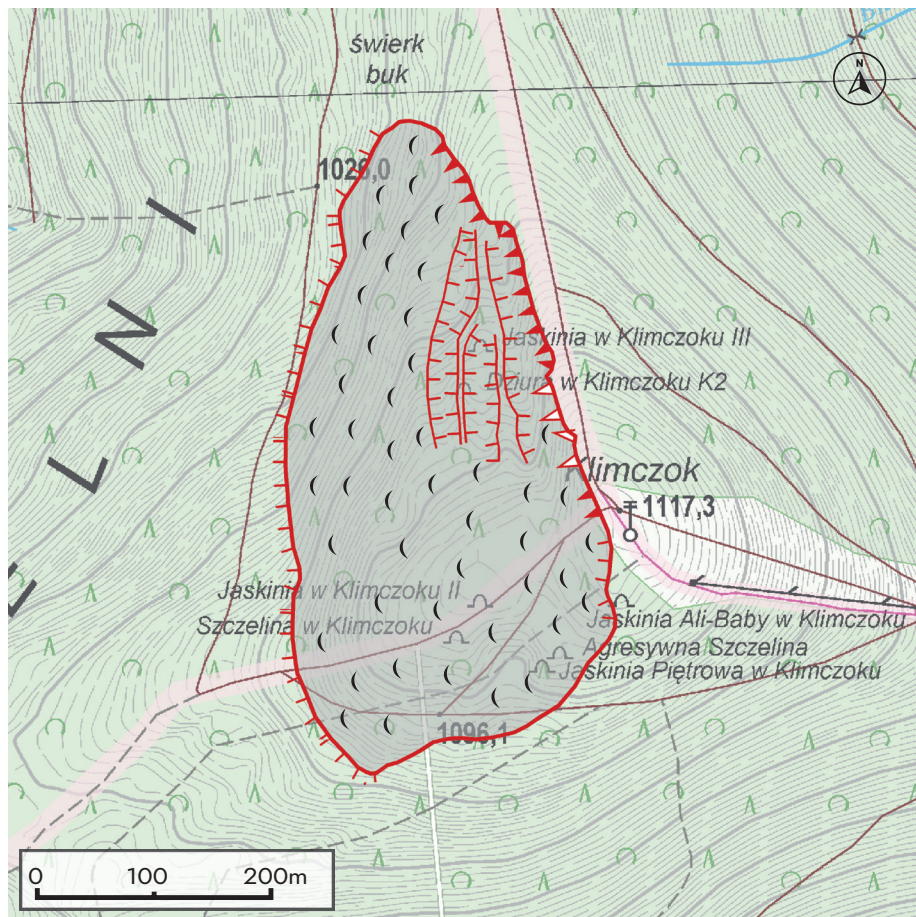 świerk
buk
N
1026,0
I
N
L
Jaskinia w Klimczoku III
Dziura w Klimczoku K2
Klimczok
1117,3
Jaskinia w Klimczoku II
Szczelina w Klimczoku
Jaskinia Ali-Baby w Klimczoku
Agresywna Szczelina
Jaskinia Piętrowa w Klimczoku
1096,1
0 100 200m